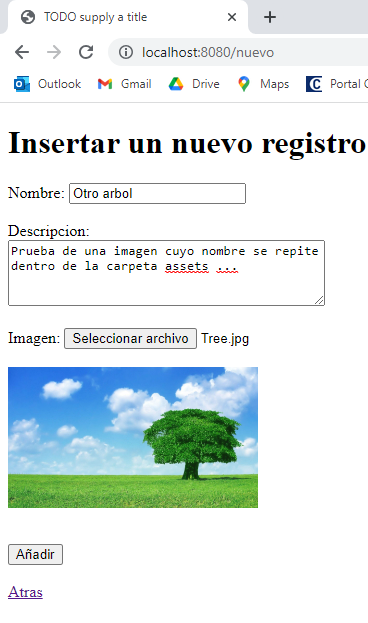 TODO supply a title
localhost:8080/nuevo
Outlook Gmail Drive Maps Portal
Insertar un nuevo registro
Nombre: Otro arbol
Descripcion:
Prueba de una imagen cuyo nombre se repite
dentro de la carpeta assets ...
Imagen: Seleccionar archivo Tree.jpg
Añadir
Atras